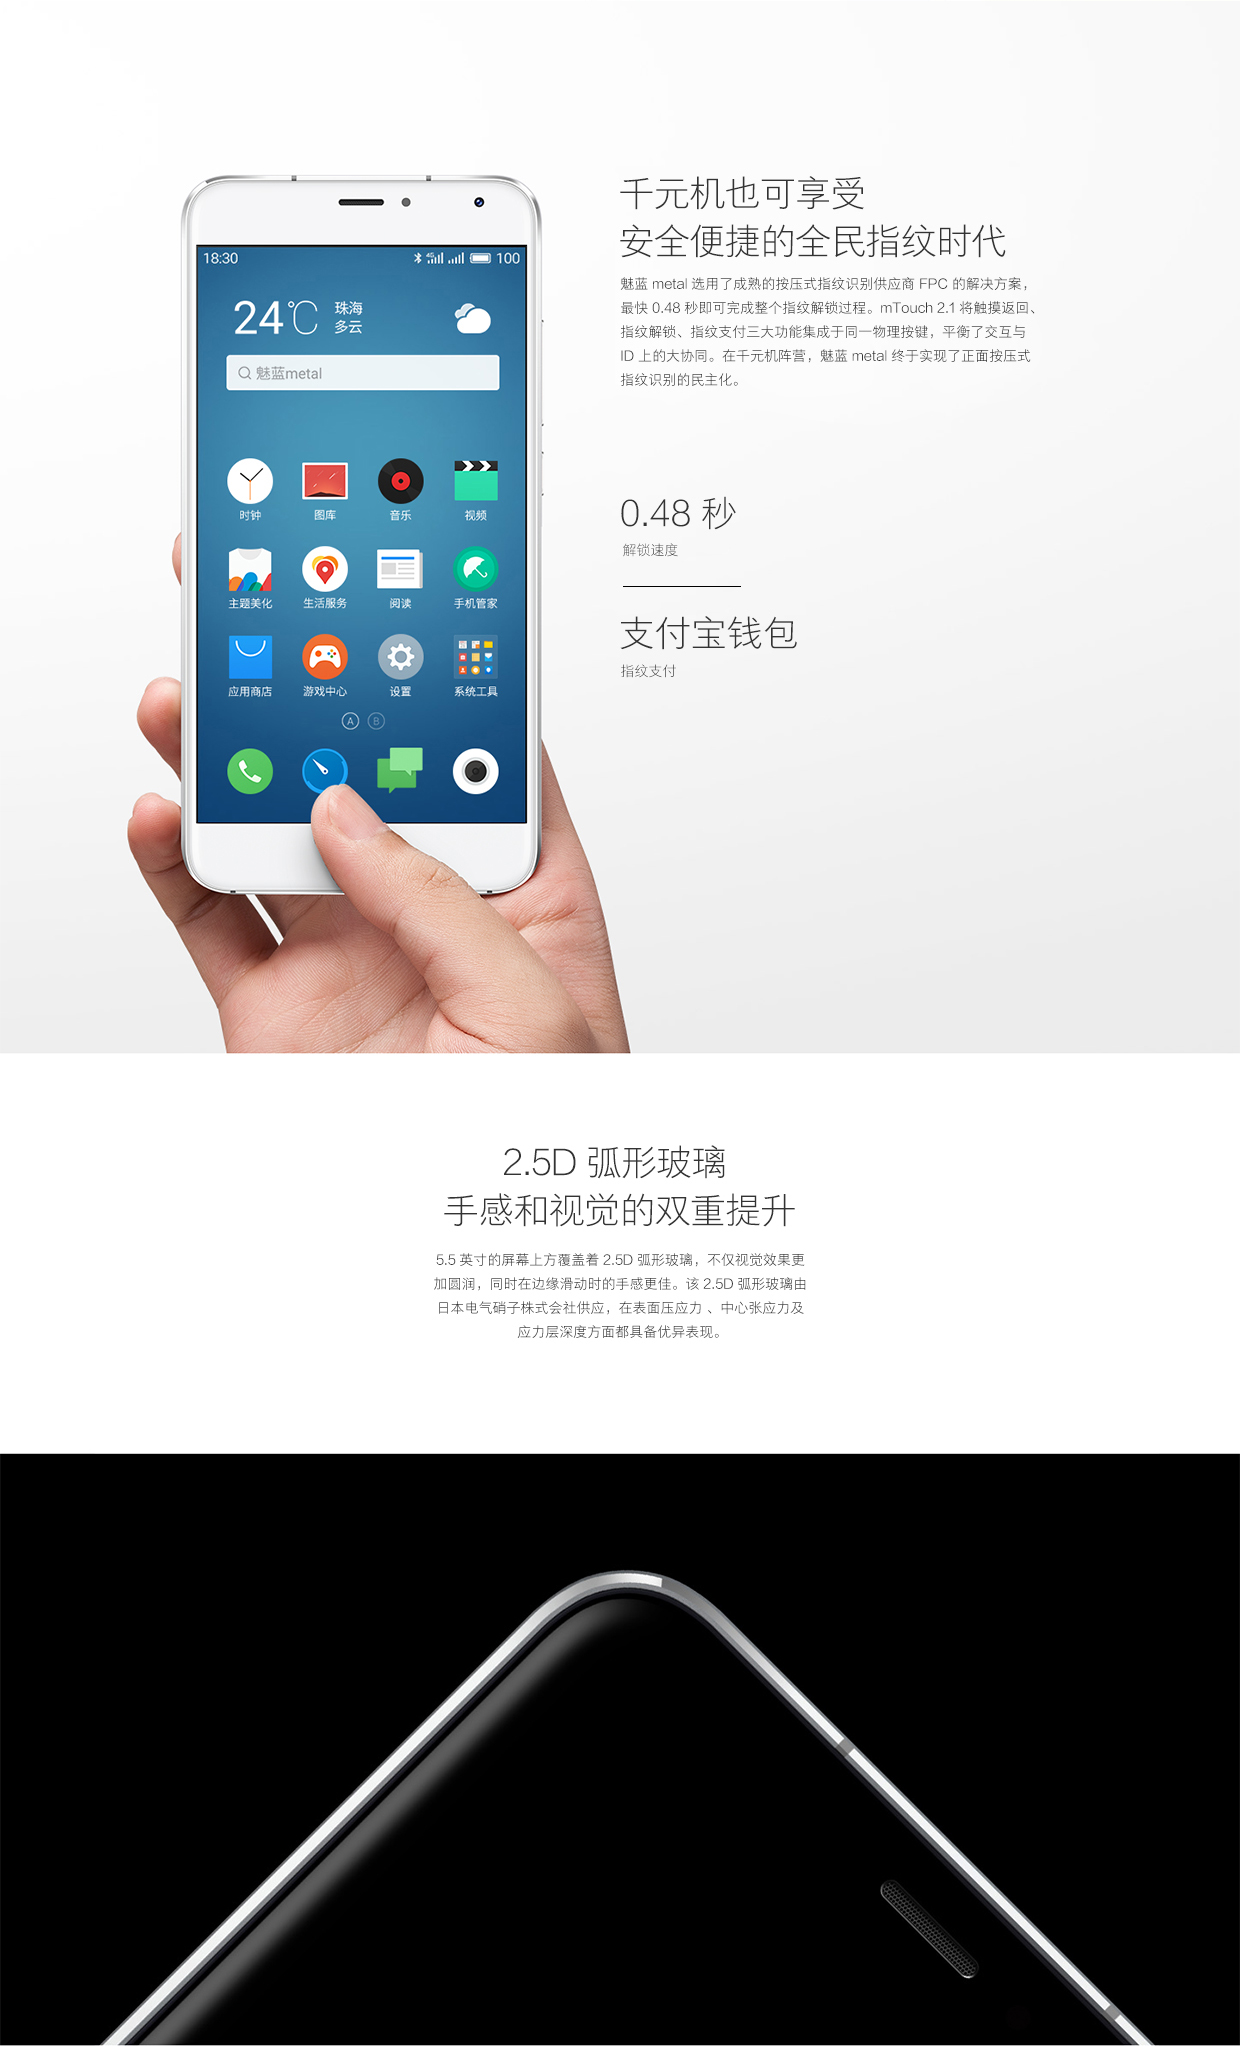 千元机也可享受
安全便捷的全民指纹时代
魅蓝 metal 选用了成熟的按压式指纹识别供应商 FPC 的解决方案，
最快 0.48 秒即可完成整个指纹解锁过程。mTouch 2.1 将触摸返回、
指纹解锁、指纹支付三大功能集成于同一物理按键，平衡了交互与
ID 上的大协同。在千元机阵营，魅蓝 metal 终于实现了正面按压式
指纹识别的民主化。
0.48 秒
解锁速度
支付宝钱包
指纹支付
18:30 4G 100
24℃ 珠海
多云
魅蓝metal
时钟 图库 音乐 视频
主题美化 生活服务 阅读 手机管家
应用商店 游戏中心 设置 系统工具
A B
2.5D 弧形玻璃
手感和视觉的双重提升
5.5 英寸的屏幕上方覆盖着 2.5D 弧形玻璃，不仅视觉效果更
加圆润，同时在边缘滑动时的手感更佳。该 2.5D 弧形玻璃由
日本电气硝子株式会社供应，在表面压应力 、中心张应力及
应力层深度方面都具备优异表现。